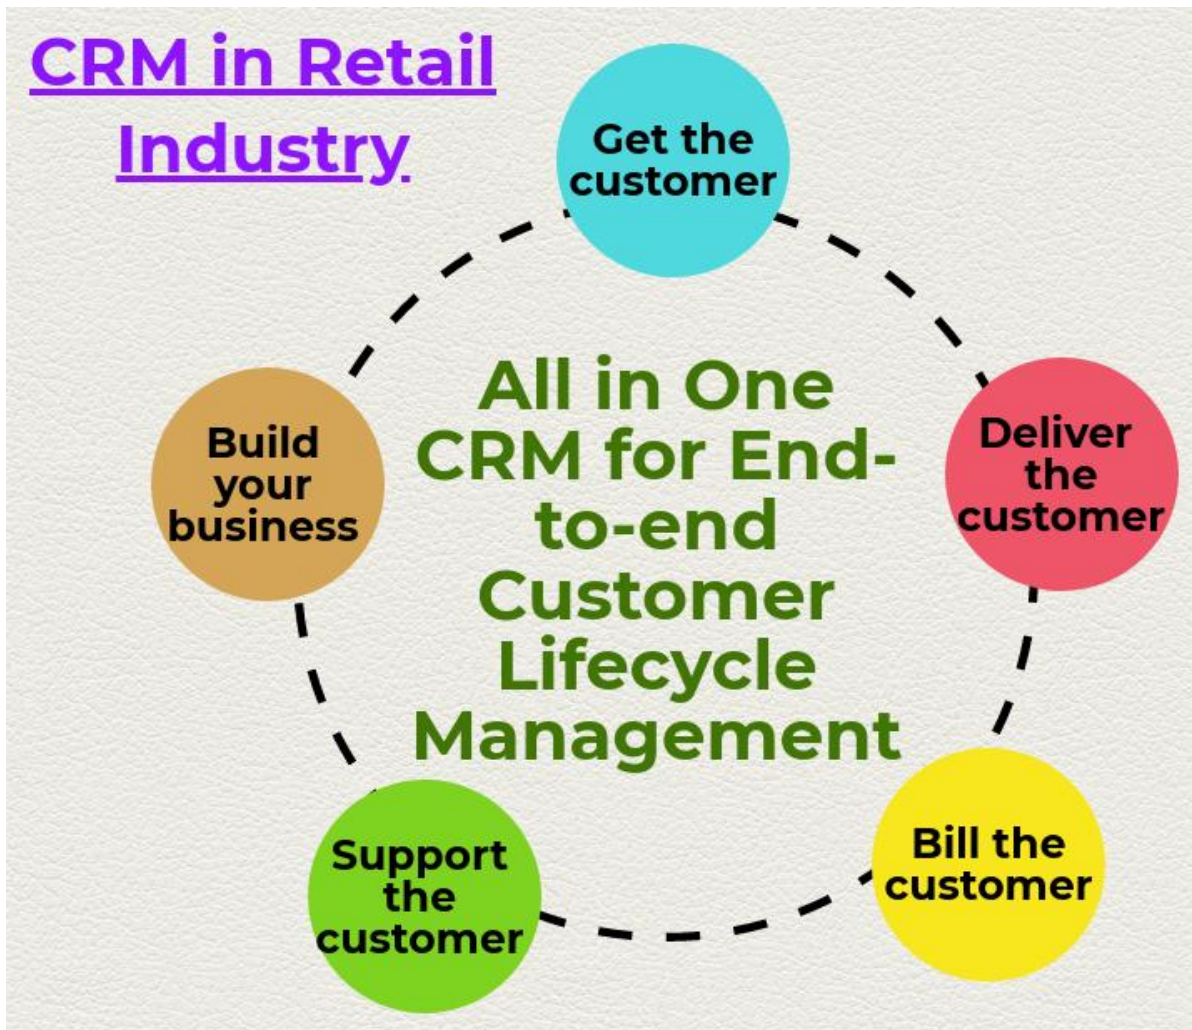 CRM in Retail
Industry
Get the
customer
Deliver
the
customer
Bill the
customer
Support
the
customer
Build
your
business
All in One
CRM for End-
to-end
Customer
Lifecycle
Management